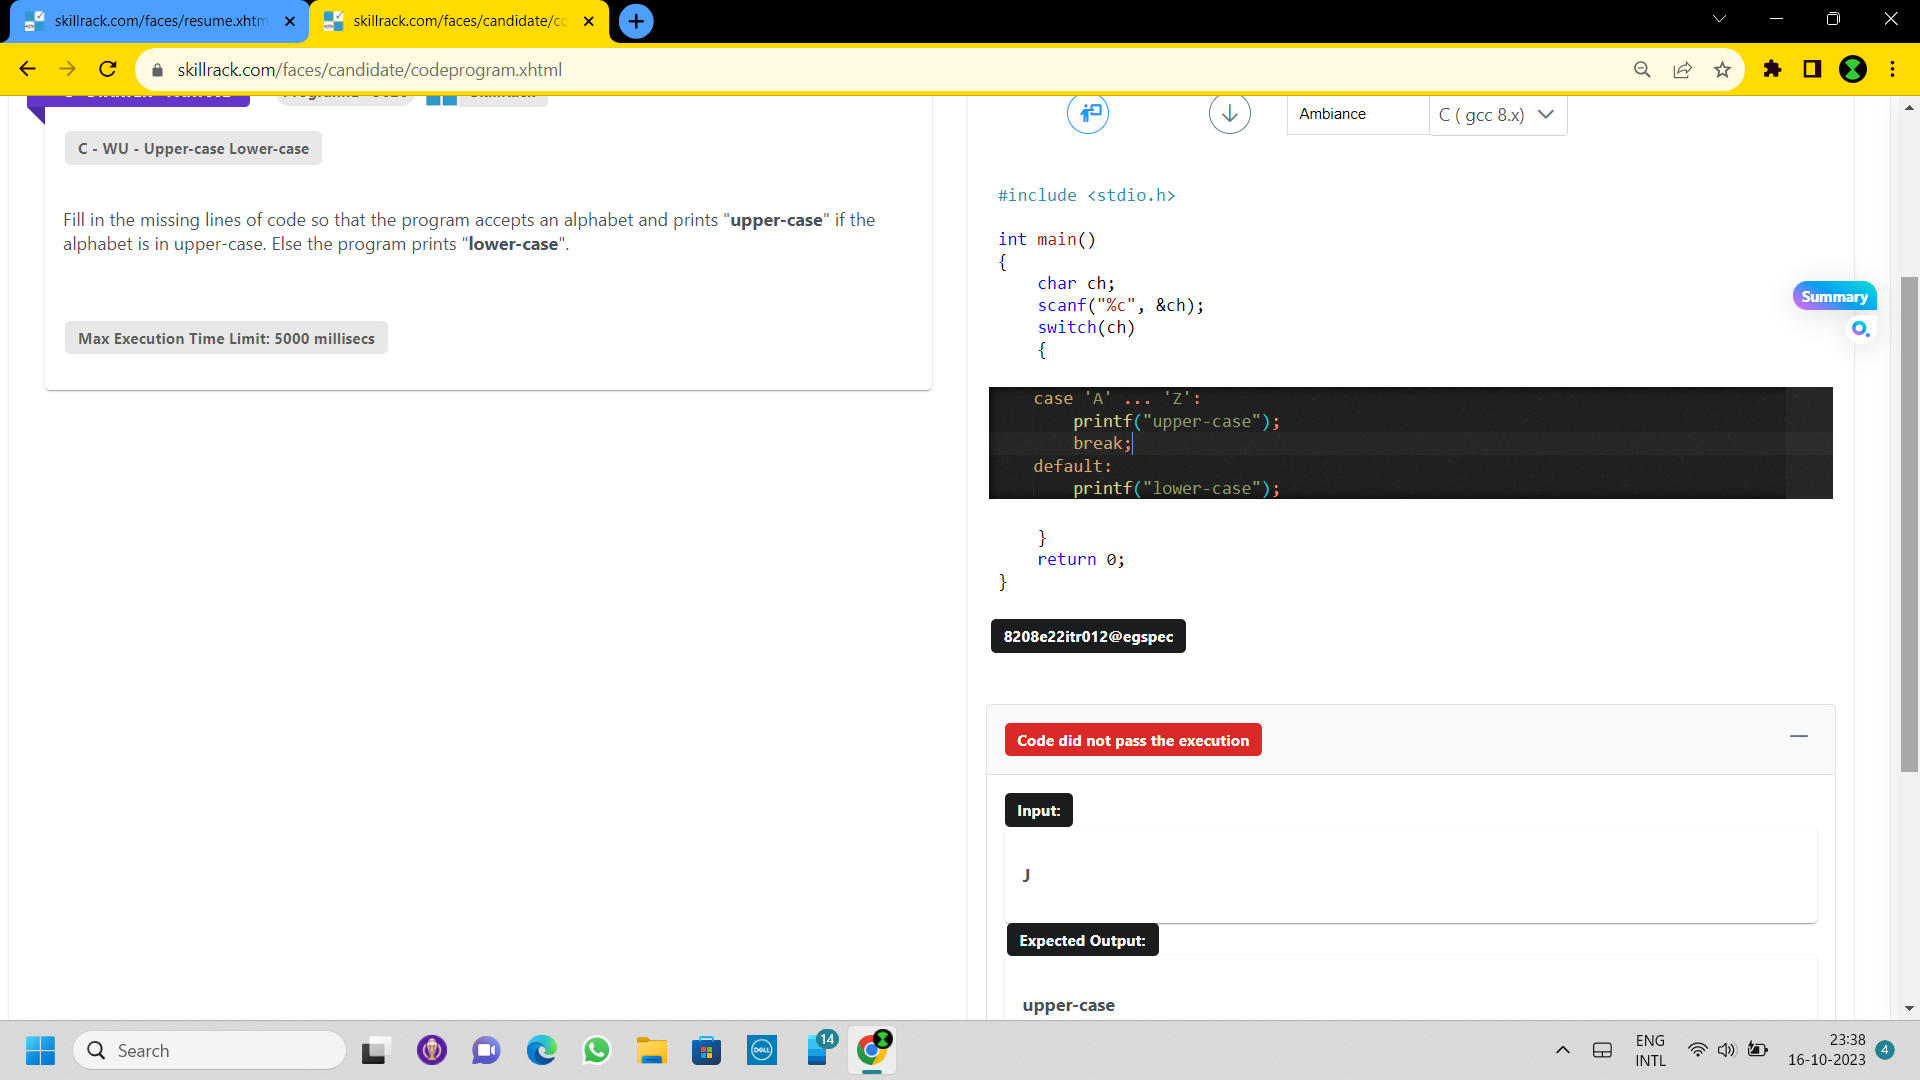 skillrack.com/faces/resume.xhtm
skillrack.com/faces/candidate/co
skillrack.com/faces/candidate/codeprogram.xhtml
Ambiance
C ( gcc 8.x)
C - WU - Upper-case Lower-case
Fill in the missing lines of code so that the program accepts an alphabet and prints "upper-case" if the
alphabet is in upper-case. Else the program prints "lower-case".
Max Execution Time Limit: 5000 millisecs
#include <stdio.h>
int main()
{
char ch;
scanf("%c", &ch);
switch(ch)
{
case 'A' ... 'Z':
printf("upper-case");
break;
default:
printf("lower-case");
}
return 0;
}
Summary
8208e22itr012@egspec
Code did not pass the execution
Input:
J
Expected Output:
upper-case
Search
DELL
14
ENG
INTL
23:38
16-10-2023
4